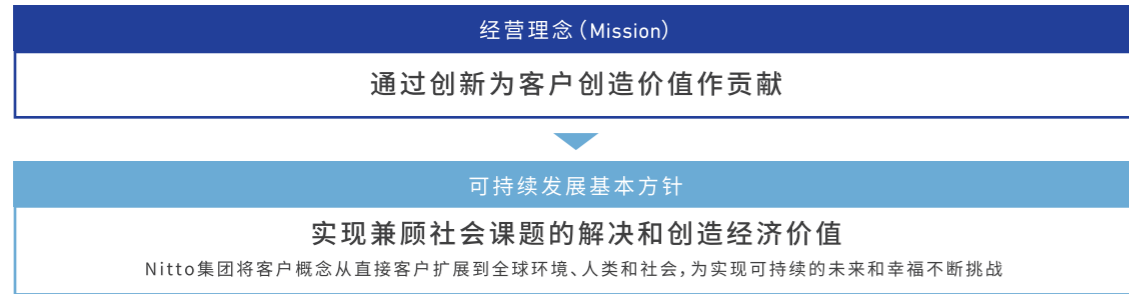 经营理念（Mission）
通过创新为客户创造价值作贡献
可持续发展基本方针
实现兼顾社会课题的解决和创造经济价值
Nitto集团将客户概念从直接客户扩展到全球环境、人类和社会，为实现可持续的未来和幸福不断挑战